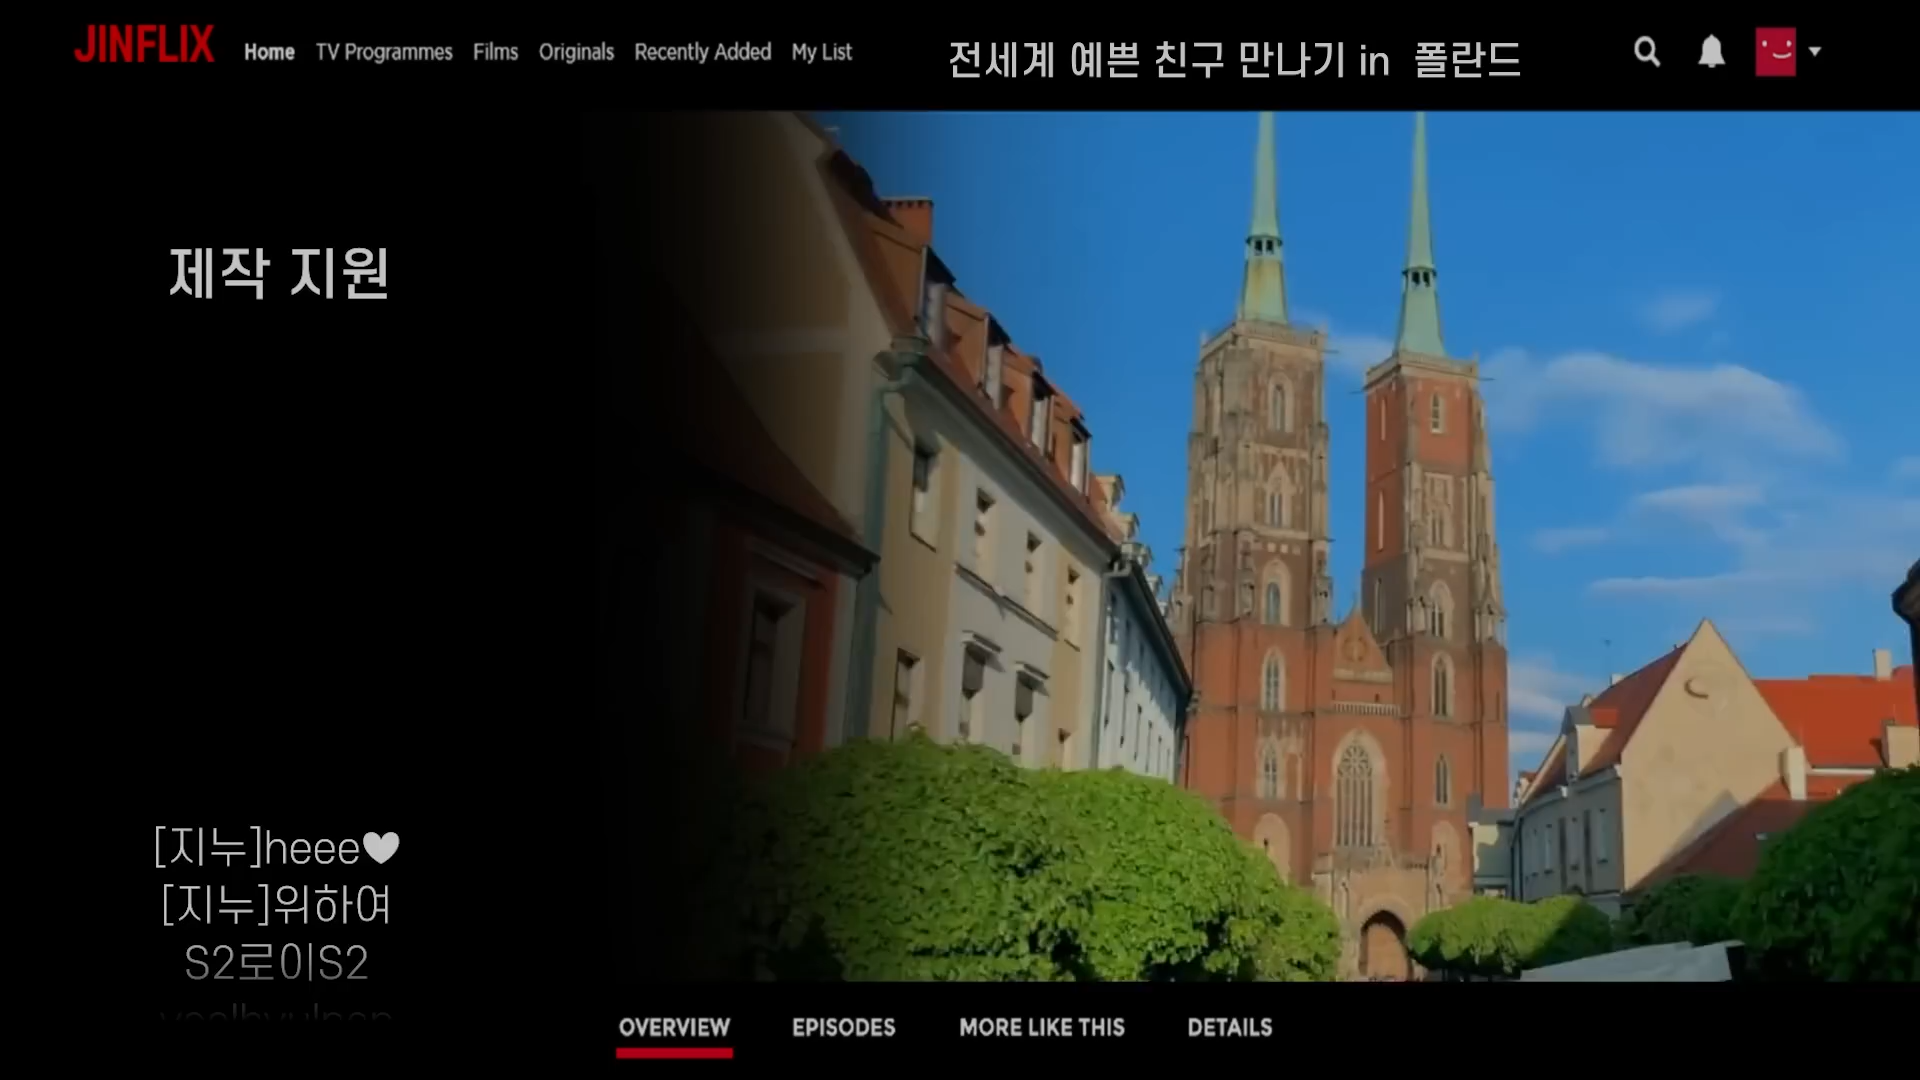 JINFLIX
Home TV Programmes Films Originals Recently Added My List
전세계 예쁜 친구 만나기 in 폴란드
제작 지원
[지누]heee♥
[지누]위하여
S2로이S2
OVERVIEW EPISODES MORE LIKE THIS DETAILS